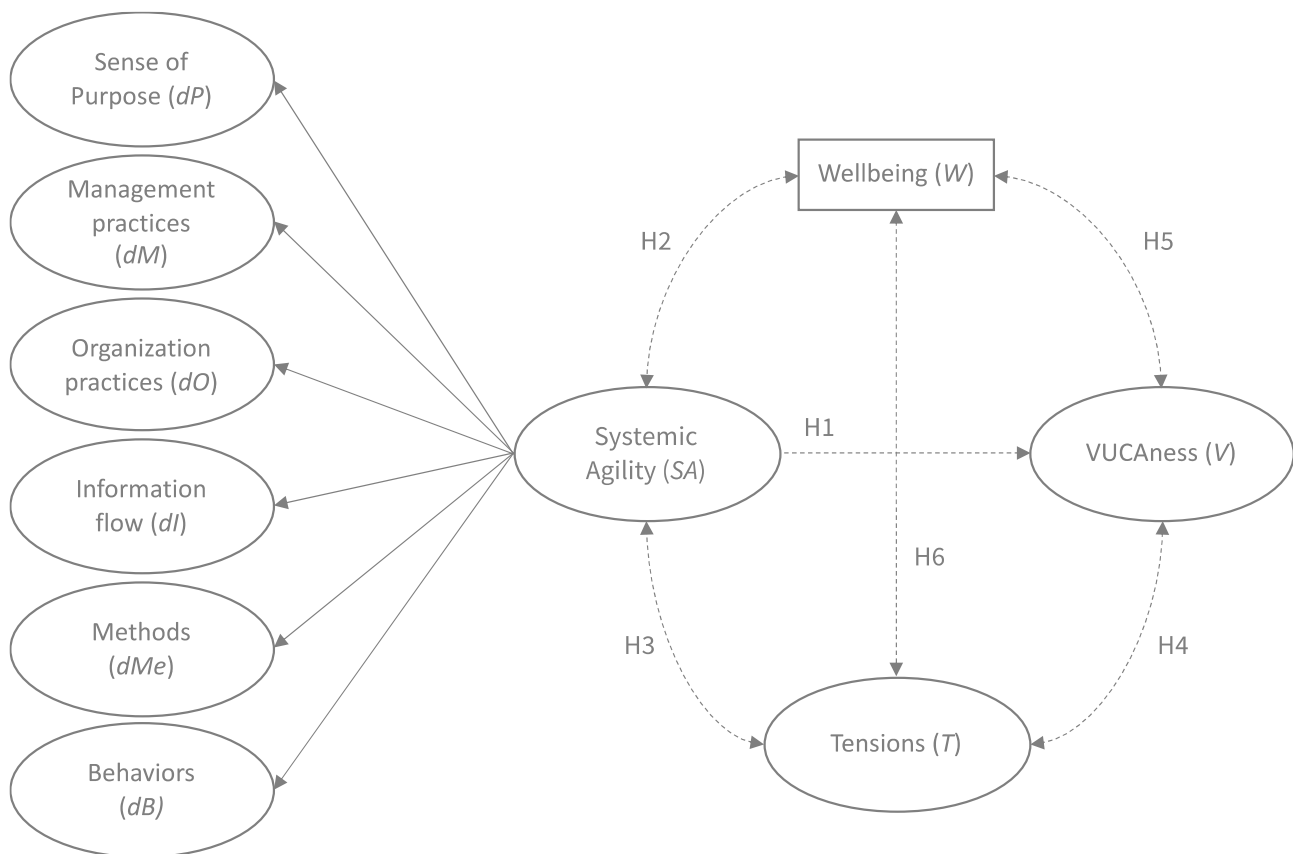 Sense of
Purpose (dP)
Management
practices
(dM)
Organization
practices (dO)
Information
flow (dI)
Methods
(dMe)
Behaviors
(dB)
Wellbeing (W)
H2
H5
Systemic
Agility (SA)
H1
VUCAness (V)
H6
H3
H4
Tensions (T)